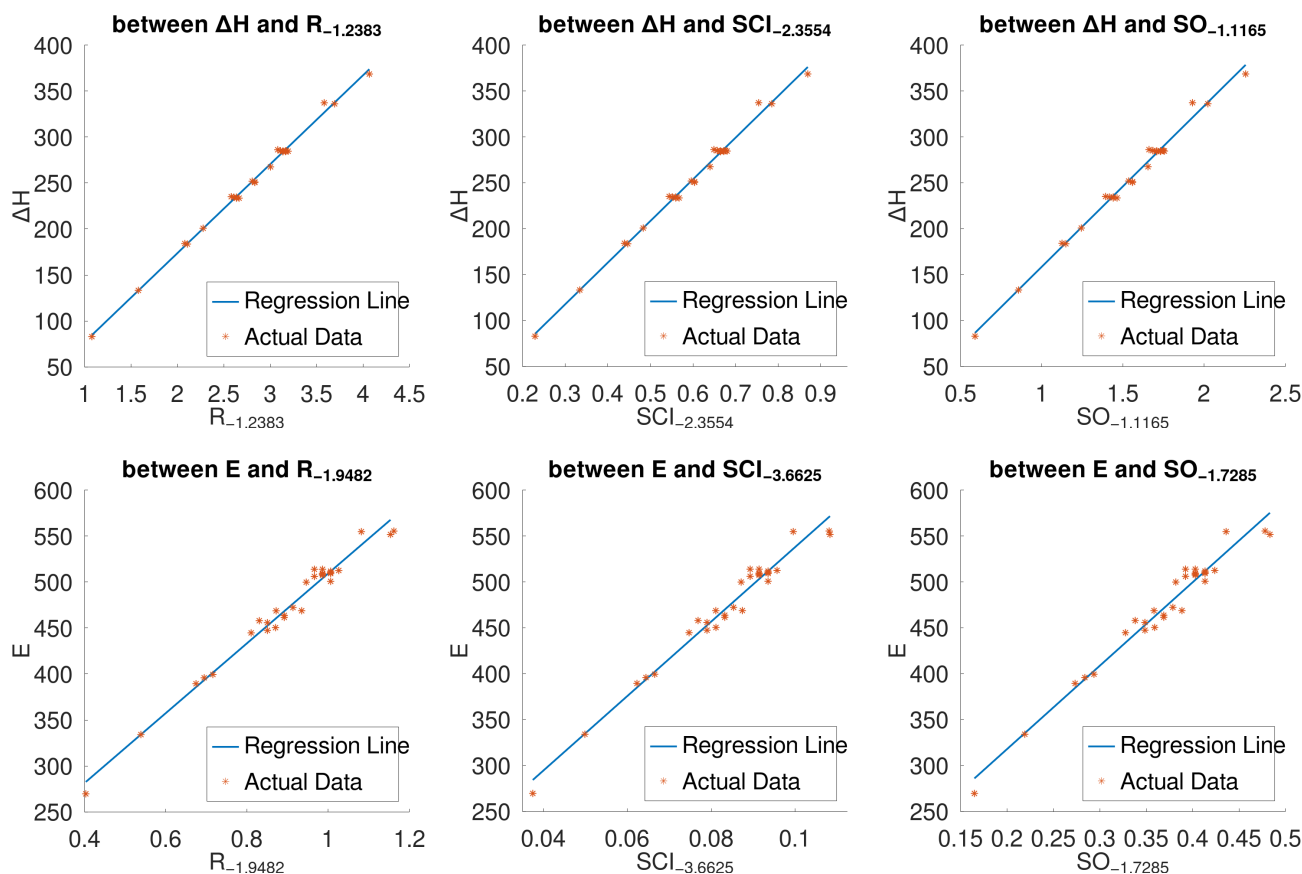 between ΔH and R₋₁.₂₃₈₃
400
350
300
250
200
150
100
50
ΔH
Regression Line
Actual Data
1 1.5 2 2.5 3 3.5 4 4.5
R₋₁.₂₃₈₃
between ΔH and SCI₋₂.₃₅₅₄
400
350
300
250
200
150
100
50
ΔH
Regression Line
Actual Data
0.2 0.3 0.4 0.5 0.6 0.7 0.8 0.9
SCI₋₂.₃₅₅₄
between ΔH and SO₋₁.₁₁₆₅
400
350
300
250
200
150
100
50
ΔH
Regression Line
Actual Data
0.5 1 1.5 2 2.5
SO₋₁.₁₁₆₅
between E and R₋₁.₉₄₈₂
600
550
500
450
400
350
300
250
E
Regression Line
Actual Data
0.4 0.6 0.8 1 1.2
R₋₁.₉₄₈₂
between E and SCI₋₃.₆₆₂₅
600
550
500
450
400
350
300
250
E
Regression Line
Actual Data
0.04 0.06 0.08 0.1
SCI₋₃.₆₆₂₅
between E and SO₋₁.₇₂₈₅
600
550
500
450
400
350
300
250
E
Regression Line
Actual Data
0.15 0.2 0.25 0.3 0.35 0.4 0.45 0.5
SO₋₁.₇₂₈₅